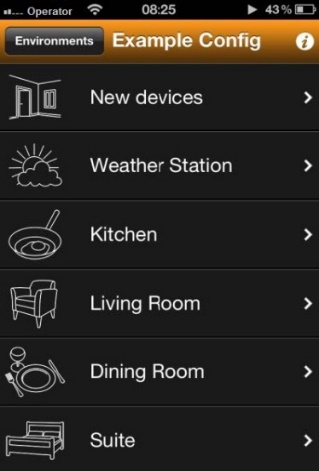 Operator 08:25 43%
Environments Example Config i
New devices
Weather Station
Kitchen
Living Room
Dining Room
Suite